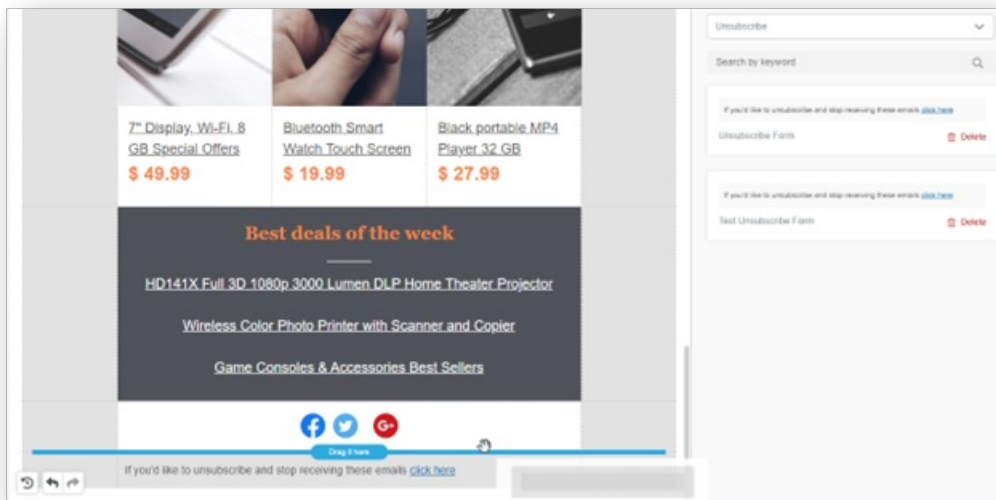 7" Display, Wi-Fi, 8
GB Special Offers
$ 49.99
Bluetooth Smart
Watch Touch Screen
$ 19.99
Black portable MP4
Player 32 GB
$ 27.99
Best deals of the week
HD141X Full 3D 1080p 3000 Lumen DLP Home Theater Projector
Wireless Color Photo Printer with Scanner and Copier
Game Consoles & Accessories Best Sellers
f
G+
Drag it here
If you'd like to unsubscribe and stop receiving these emails click here
Unsubscribe
Search by keyword
If you'd like to unsubscribe and stop receiving these emails click here
Unsubscribe Form
Delete
If you'd like to unsubscribe and stop receiving these emails click here
Test Unsubscribe Form
Delete